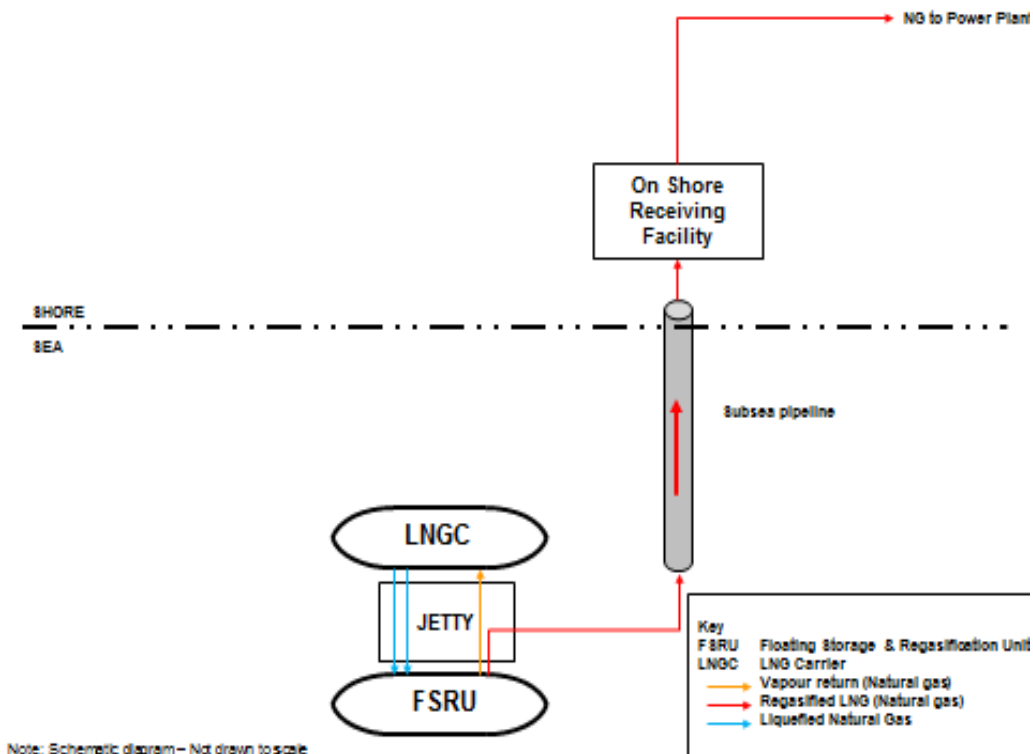 NG to Power Plant
On Shore
Receiving
Facility
SHORE
SEA
Subsea pipeline
LNGC
JETTY
FSRU
Key
FSRU Floating Storage & Regasification Unit
LNGC LNG Carrier
Vapour return (Natural gas)
Regasified LNG (Natural gas)
Liquefied Natural Gas
Note: Schematic diagram – Not drawn to scale